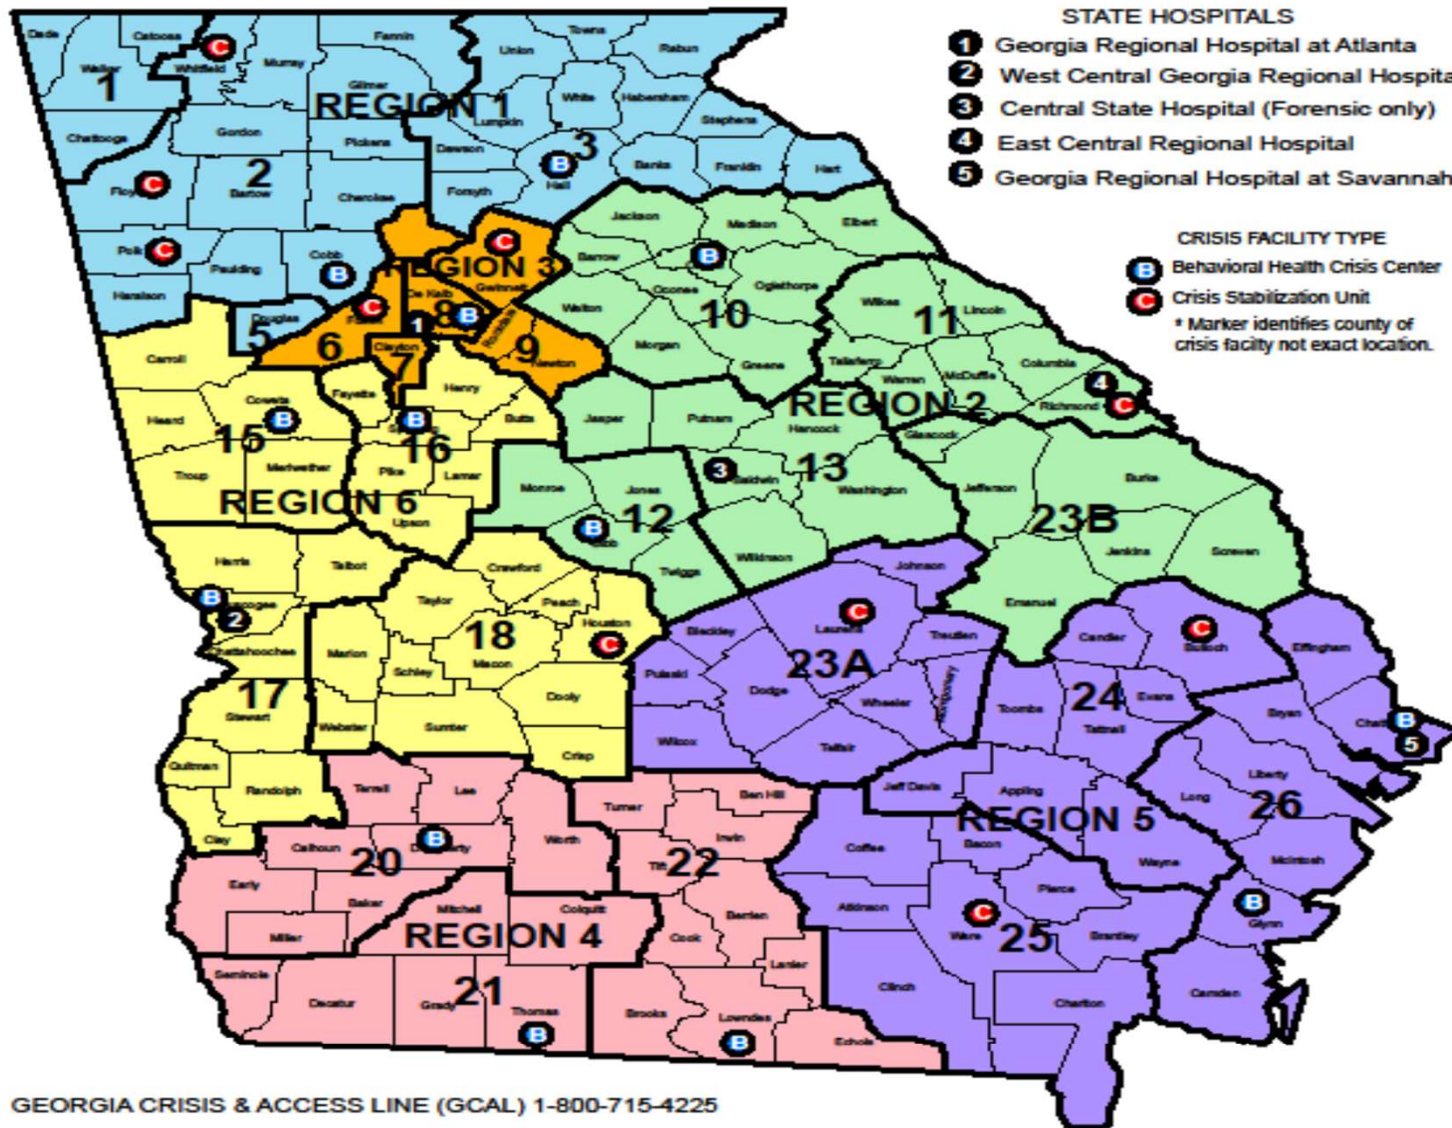 STATE HOSPITALS
1 Georgia Regional Hospital at Atlanta
2 West Central Georgia Regional Hospita
3 Central State Hospital (Forensic only)
4 East Central Regional Hospital
5 Georgia Regional Hospital at Savannah
CRISIS FACILITY TYPE
B Behavioral Health Crisis Center
C Crisis Stabilization Unit
* Marker identifies county of
crisis facilty not exact location.
Dade
Catoosa
Whitfield
C
Walker
1
Murray
Fannin
Gilmer
REGION 1
Chattooga
Gordon
Pickens
2
Floy
C
Bartow
Cherokee
Polk
C
Paulding
Cobb
B
Haralson
Douglas
5
Union
Towns
Rabun
White
Habersham
Lumpkin
Stephens
Dawson
3
B
Hall
Banks
Franklin
Hart
Forsyth
C
REGION 3
Gwinnett
De Kalb
8
B
1
C
6
Clayton
7
Rockdale
9
Newton
Jackson
Madison
Elbert
Barrow
B
Oconee
Oglethorpe
Walton
10
Morgan
Greene
Wilkes
Lincoln
11
Taliaferro
Warren
McDuffie
Columbia
4
Richmond
C
REGION 2
Jasper
Putnam
Hancock
Glascock
3
Baldwin
13
Washington
Jefferson
Burke
23B
Jenkins
Screven
Emanuel
Monroe
Jones
12
B
Twiggs
Wilkinson
Carroll
Heard
Coweta
15
B
Troup
Meriwether
Fayette
Henry
B
16
Butts
Pike
Lamar
Upson
REGION 6
Harris
Talbot
B
2
Chattahoochee
17
Stewart
Quitman
Randolph
Clay
Crawford
Taylor
Peach
Houston
C
18
Macon
Marion
Schley
Dooly
Webster
Sumter
Crisp
Johnson
C
Laurens
Treutlen
Bleckley
23A
Pulaski
Dodge
Wheeler
Montgomery
Wilcox
Telfair
Candler
C
Bulloch
Effingham
Toombs
24
Evans
Tattnall
Bryan
B
5
Jeff Davis
Appling
REGION 5
Wayne
Long
Liberty
26
McIntosh
Coffee
Bacon
Pierce
Atkinson
C
Ware
25
Brantley
B
Glynn
Clinch
Charlton
Camden
Terrell
Lee
Worth
Calhoun
20
B
Early
Baker
Miller
Mitchell
Colquitt
REGION 4
Seminole
Decatur
Grady
21
Thomas
B
Turner
Ben Hill
Irwin
22
Berrien
Cook
Lanier
Brooks
Lowndes
B
Echols
GEORGIA CRISIS & ACCESS LINE (GCAL) 1-800-715-4225